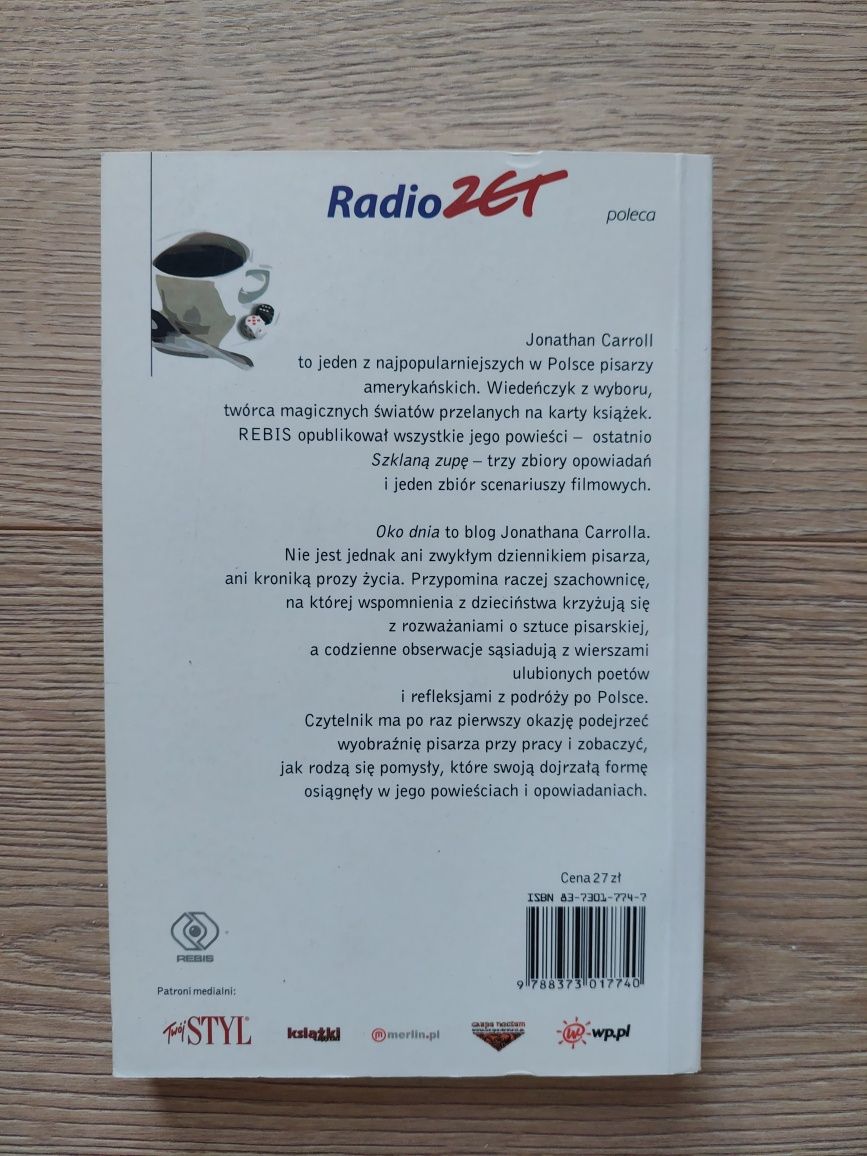 Radio ZET
poleca
Jonathan Carroll
to jeden z najpopularniejszych w Polsce pisarzy
amerykańskich. Wiedeńczyk z wyboru,
twórca magicznych światów przelanych na karty książek.
REBIS opublikował wszystkie jego powieści – ostatnio
Szklaną zupę – trzy zbiory opowiadań
i jeden zbiór scenariuszy filmowych.
Oko dnia to blog Jonathana Carrolla.
Nie jest jednak ani zwykłym dziennikiem pisarza,
ani kroniką prozy życia. Przypomina raczej szachownicę,
na której wspomnienia z dzieciństwa krzyżują się
z rozważaniami o sztuce pisarskiej,
a codzienne obserwacje sąsiadują z wierszami
ulubionych poetów
i refleksjami z podróży po Polsce.
Czytelnik ma po raz pierwszy okazję podejrzeć
wyobraźnię pisarza przy pracy i zobaczyć,
jak rodzą się pomysły, które swoją dojrzałą formę
osiągnęły w jego powieściach i opowiadaniach.
Cena 27 zł
ISBN 83-7301-774-7
9 788373 017740
REBIS
Patroni medialni:
Twój STYL
książki
merlin.pl
wp.pl